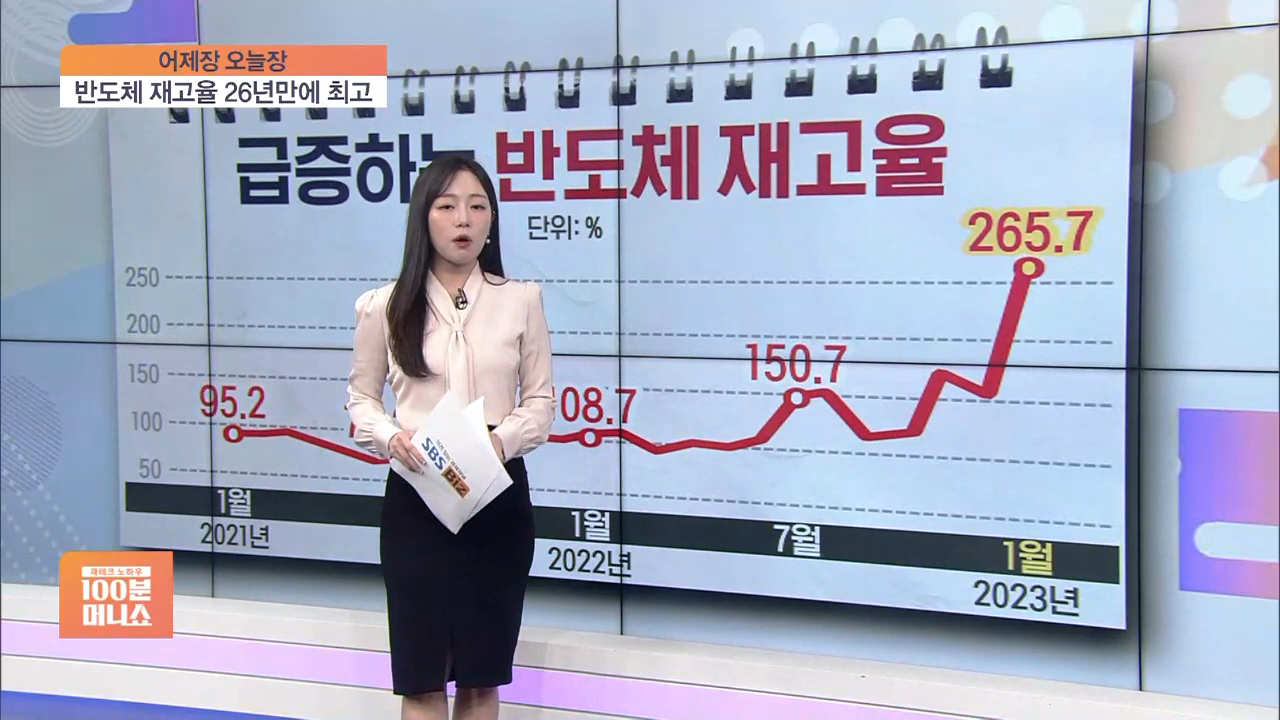 어제장 오늘장
반도체 재고율 26년만에 최고
급증하는 반도체 재고율
단위: %
265.7
250
200
150
150.7
95.2
08.7
100
50
1월
1월
7월
1월
2021년
2022년
2023년
SBS
BIZ
재테크 노하우
100분
머니쇼